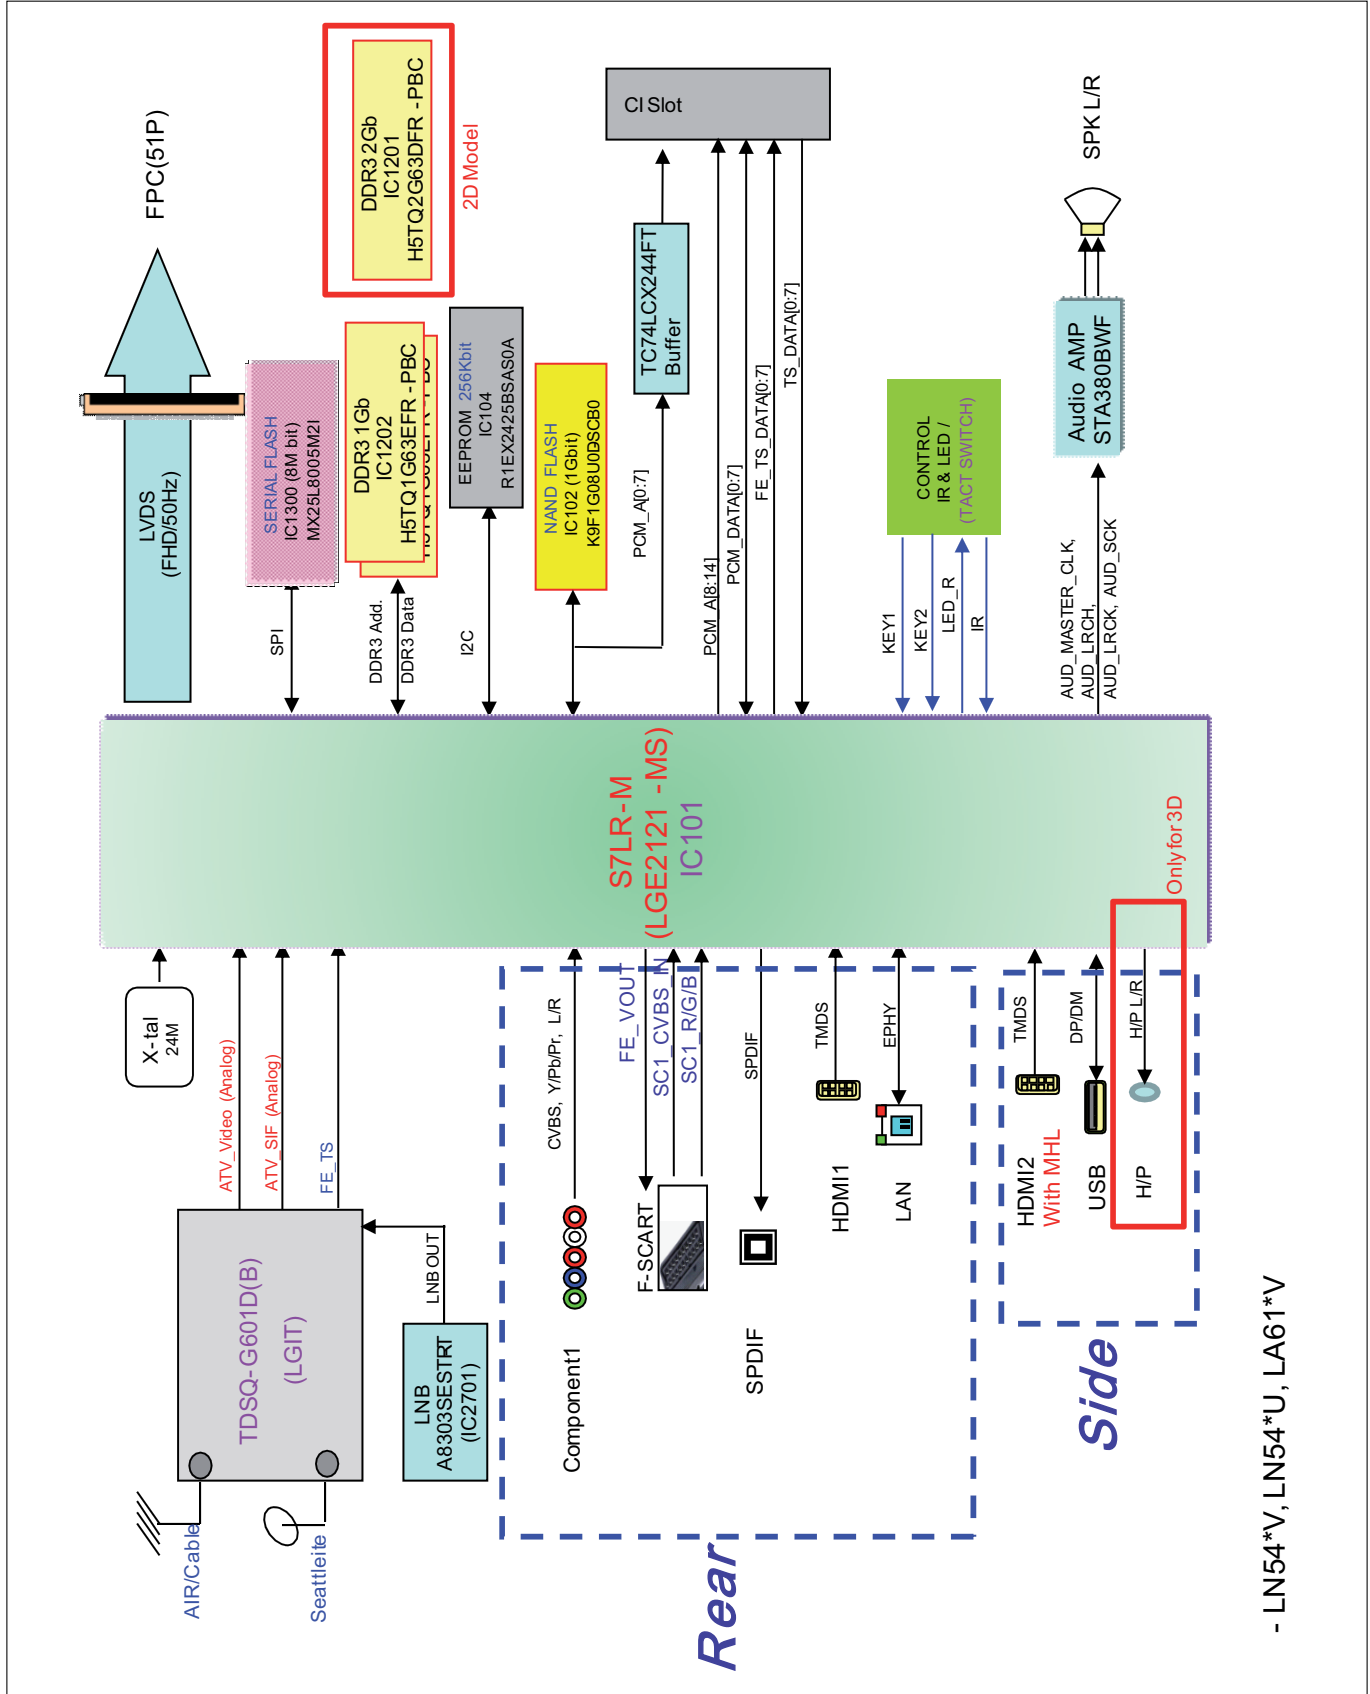 AIR/Cable
Seattleite
TDSQ-G601D(B)
(LGIT)
LNB
A8303SESTRT
(IC2701)
LNB OUT
X-tal
24M
ATV_Video (Analog)
ATV_SIF (Analog)
FE_TS
Rear
Component1
CVBS, Y/Pb/Pr, L/R
F-SCART
FE_VOUT
SC1_CVBS_IN
SC1_R/G/B
SPDIF
SPDIF
HDMI1
TMDS
LAN
EPHY
Side
HDMI2
With MHL
TMDS
USB
DP/DM
H/P
H/P L/R
Only for 3D
S7LR-M
(LGE2121 -MS)
IC101
LVDS
(FHD/50Hz)
FPC(51P)
SPI
SERIAL FLASH
IC1300 (8M bit)
MX25L8005M2I
DDR3 Add.
DDR3 Data
DDR3 1Gb
IC1202
H5TQ1G63EFR -PBC
DDR3 2Gb
IC1201
H5TQ2G63DFR -PBC
2D Model
I2C
EEPROM 256Kbit
IC104
R1EX2425BSAS0A
NAND FLASH
IC102 (1Gbit)
K9F1G08U0DSCB0
PCM_A[0:7]
TC74LCX244FT
Buffer
CI Slot
PCM_A[8:14]
PCM_DATA[0:7]
FE_TS_DATA[0:7]
TS_DATA[0:7]
KEY1
KEY2
LED_R
IR
CONTROL
IR & LED /
(TACT SWITCH)
AUD_MASTER_CLK,
AUD_LRCH,
AUD_LRCK, AUD_SCK
Audio AMP
STA380BWF
SPK L/R
- LN54*V, LN54*U, LA61*V